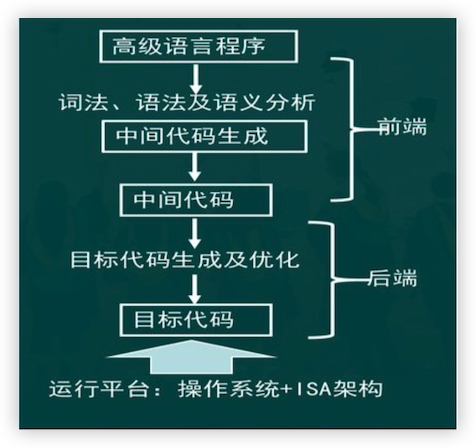 高级语言程序
词法、语法及语义分析
中间代码生成
前端
中间代码
目标代码生成及优化
后端
目标代码
运行平台：操作系统+ISA架构